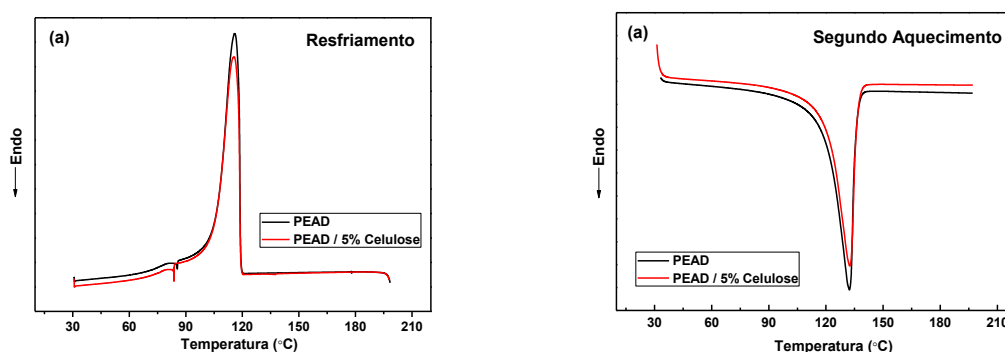 (a)
Resfriamento
Endo
PEAD
PEAD / 5% Celulose
30 60 90 120 150 180 210
Temperatura (°C)
(a)
Segundo Aquecimento
Endo
PEAD
PEAD / 5% Celulose
30 60 90 120 150 180 210
Temperatura (°C)